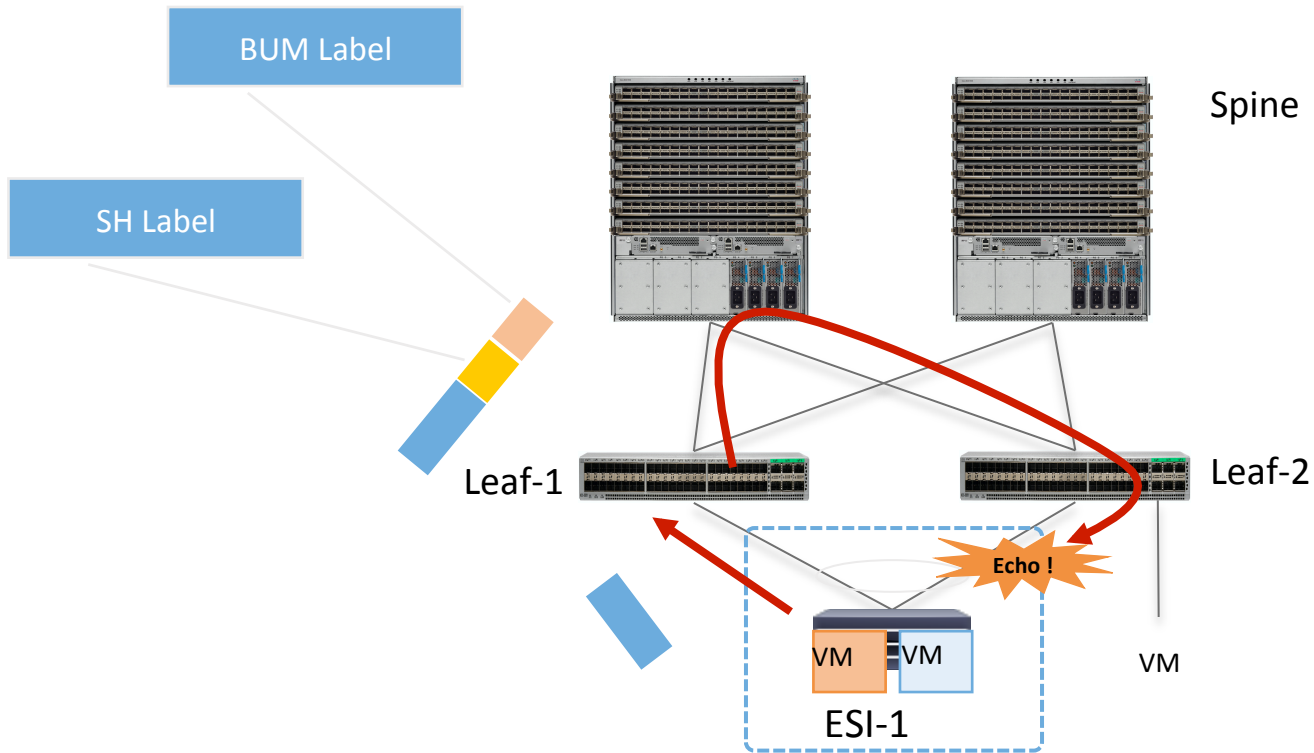 BUM Label
Spine
SH Label
Leaf-1
Leaf-2
Echo !
VM
VM
VM
ESI-1